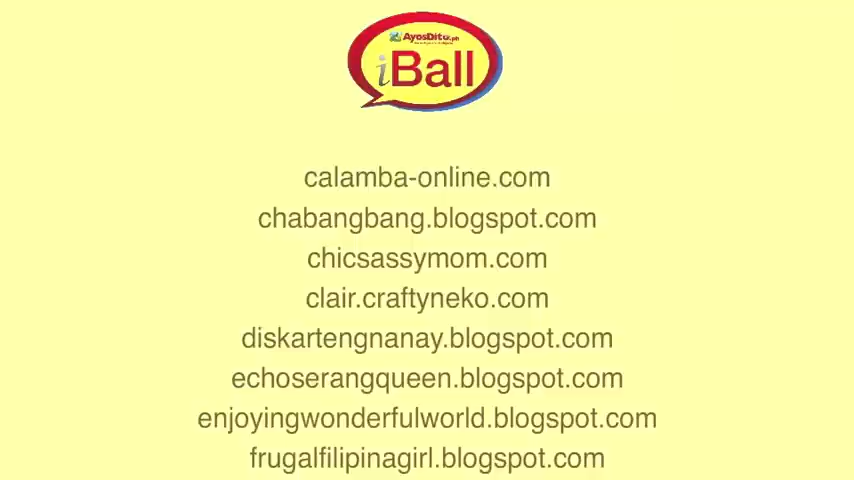 AyosDito.ph
iBall
calamba-online.com
chabangbang.blogspot.com
chicsassymom.com
clair.craftyneko.com
diskartengnanay.blogspot.com
echoserangqueen.blogspot.com
enjoyingwonderfulworld.blogspot.com
frugalfilipinagirl.blogspot.com